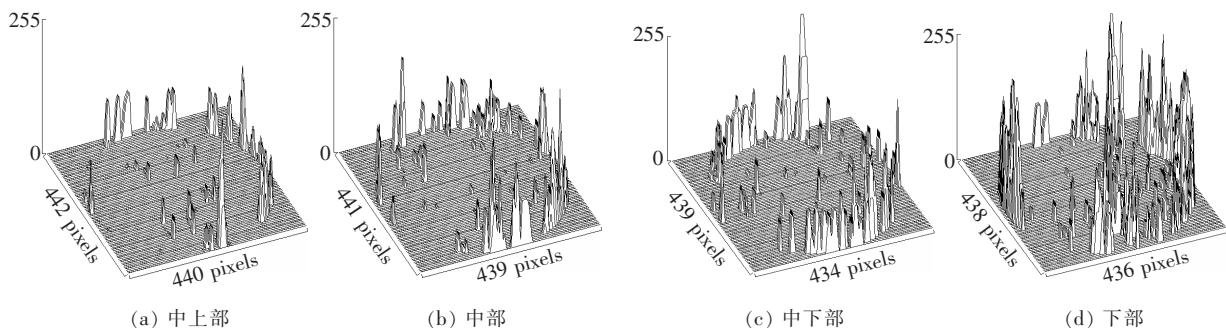 255
0
442 pixels
440 pixels
(a) 中上部
255
0
441 pixels
439 pixels
(b) 中部
255
0
439 pixels
434 pixels
(c) 中下部
255
0
438 pixels
436 pixels
(d) 下部